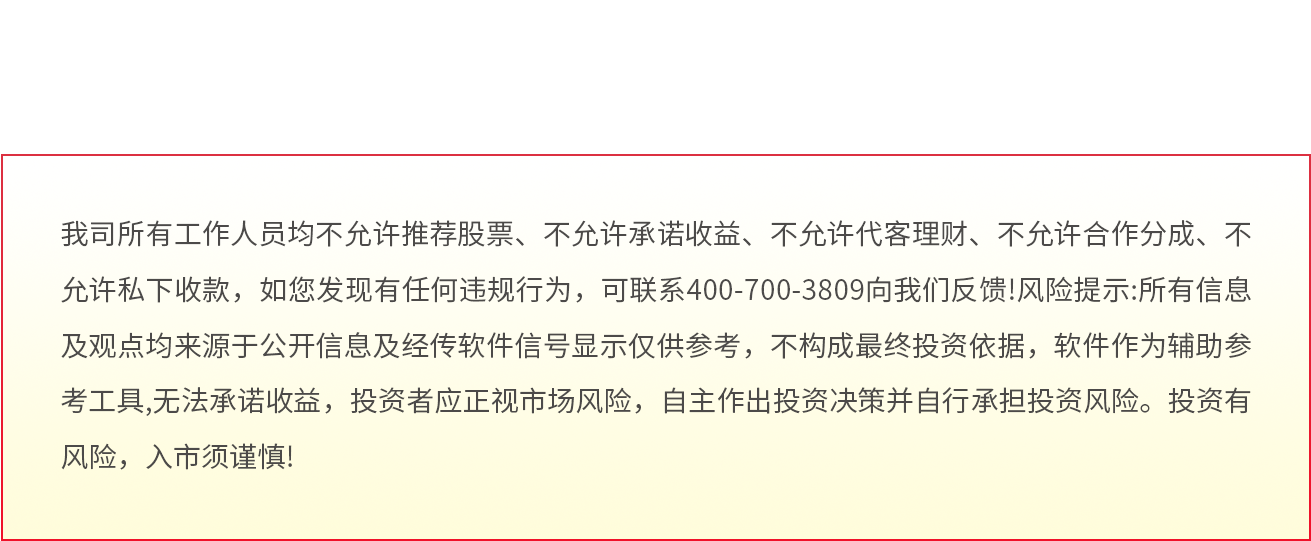 我司所有工作人员均不允许推荐股票、不允许承诺收益、不允许代客理财、不允许合作分成、不
允许私下收款，如您发现有任何违规行为，可联系400-700-3809向我们反馈!风险提示:所有信息
及观点均来源于公开信息及经传软件信号显示仅供参考，不构成最终投资依据，软件作为辅助参
考工具,无法承诺收益，投资者应正视市场风险，自主作出投资决策并自行承担投资风险。投资有
风险，入市须谨慎!